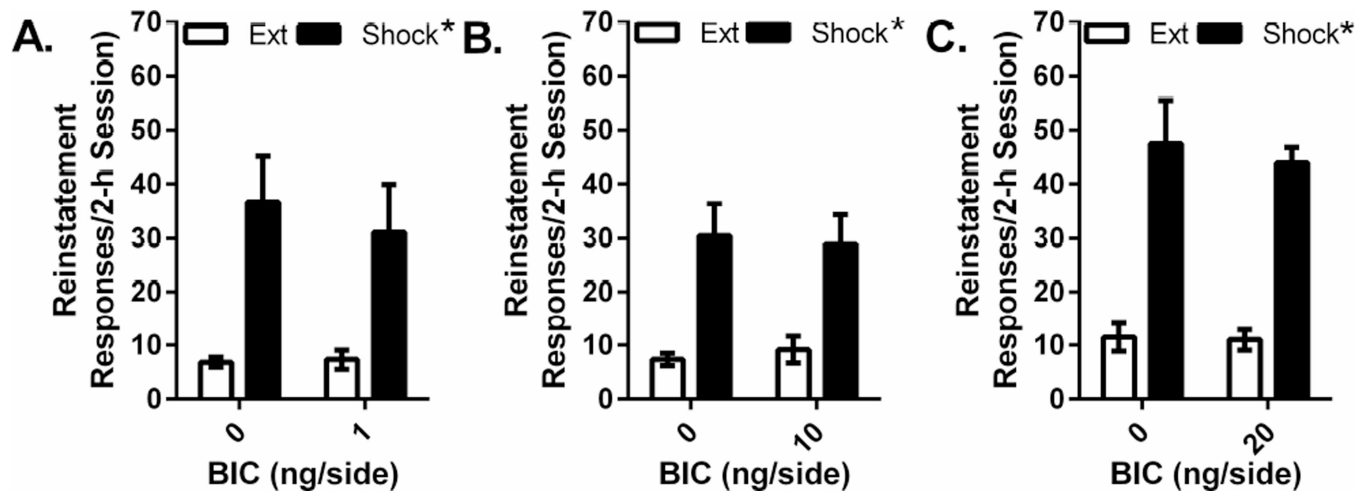 A.
Ext Shock*
Reinstatement
Responses/2-h Session)
70
60
50
40
30
20
10
0
0 1
BIC (ng/side)
B.
Ext Shock*
Reinstatement
Responses/2-h Session)
70
60
50
40
30
20
10
0
0 10
BIC (ng/side)
C.
Ext Shock*
Reinstatement
Responses/2-h Session)
70
60
50
40
30
20
10
0
0 20
BIC (ng/side)